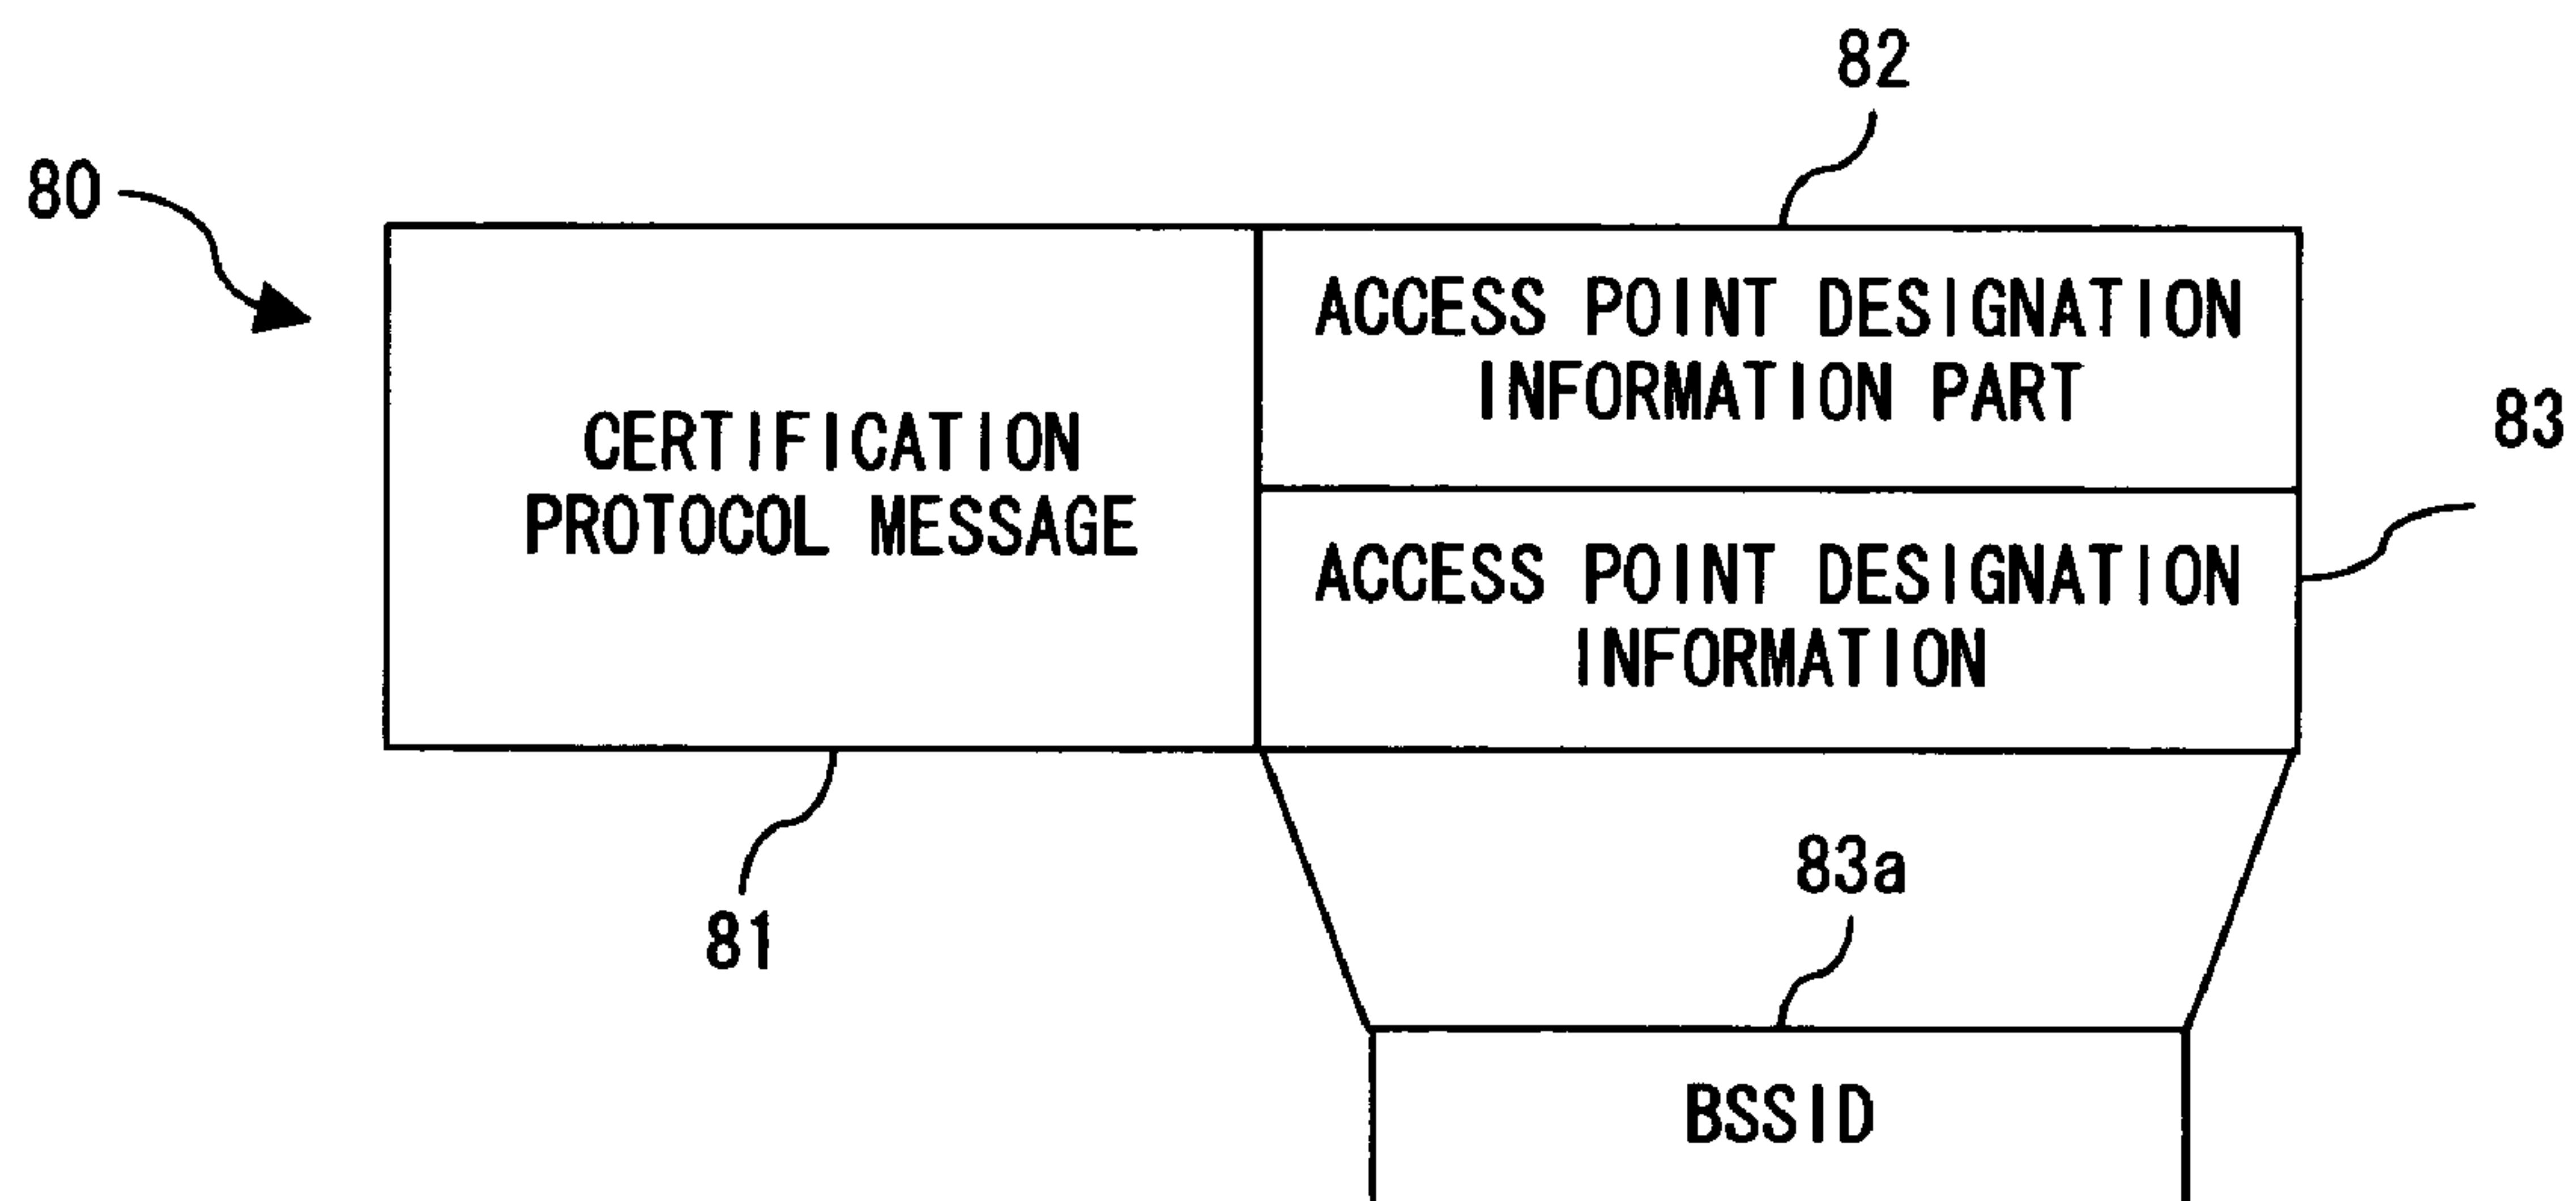 82
80
ACCESS POINT DESIGNATION
INFORMATION PART
83
CERTIFICATION
PROTOCOL MESSAGE
ACCESS POINT DESIGNATION
INFORMATION
83a
81
BSSID